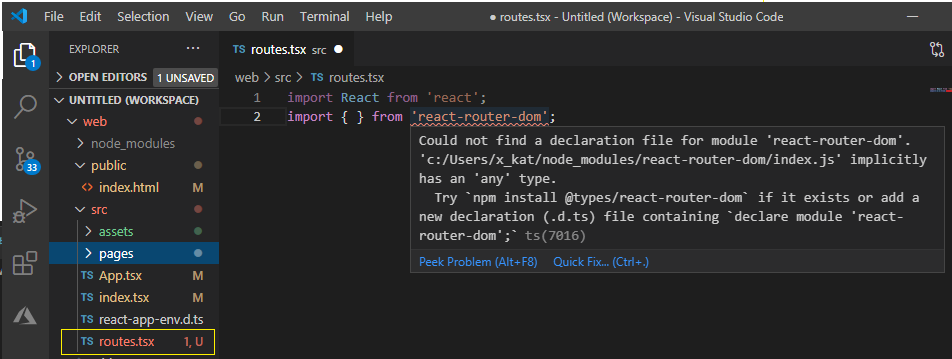 File Edit Selection View Go Run Terminal Help ● routes.tsx - Untitled (Workspace) - Visual Studio Code
EXPLORER ···
TS routes.tsx src ●
OPEN EDITORS 1 UNSAVED
web > src > TS routes.tsx
UNTITLED (WORKSPACE)
1 import React from 'react';
2 import { } from 'react-router-dom';
web
node_modules
public
<> index.html M
src
assets
pages
TS App.tsx M
TS index.tsx M
react-app-env.d.ts
TS routes.tsx 1, U
1
33
Could not find a declaration file for module 'react-router-dom'.
'c:/Users/x_kat/node_modules/react-router-dom/index.js' implicitly
has an 'any' type.
Try `npm install @types/react-router-dom` if it exists or add a
new declaration (.d.ts) file containing `declare module 'react-
router-dom';` ts(7016)
Peek Problem (Alt+F8) Quick Fix... (Ctrl+.)